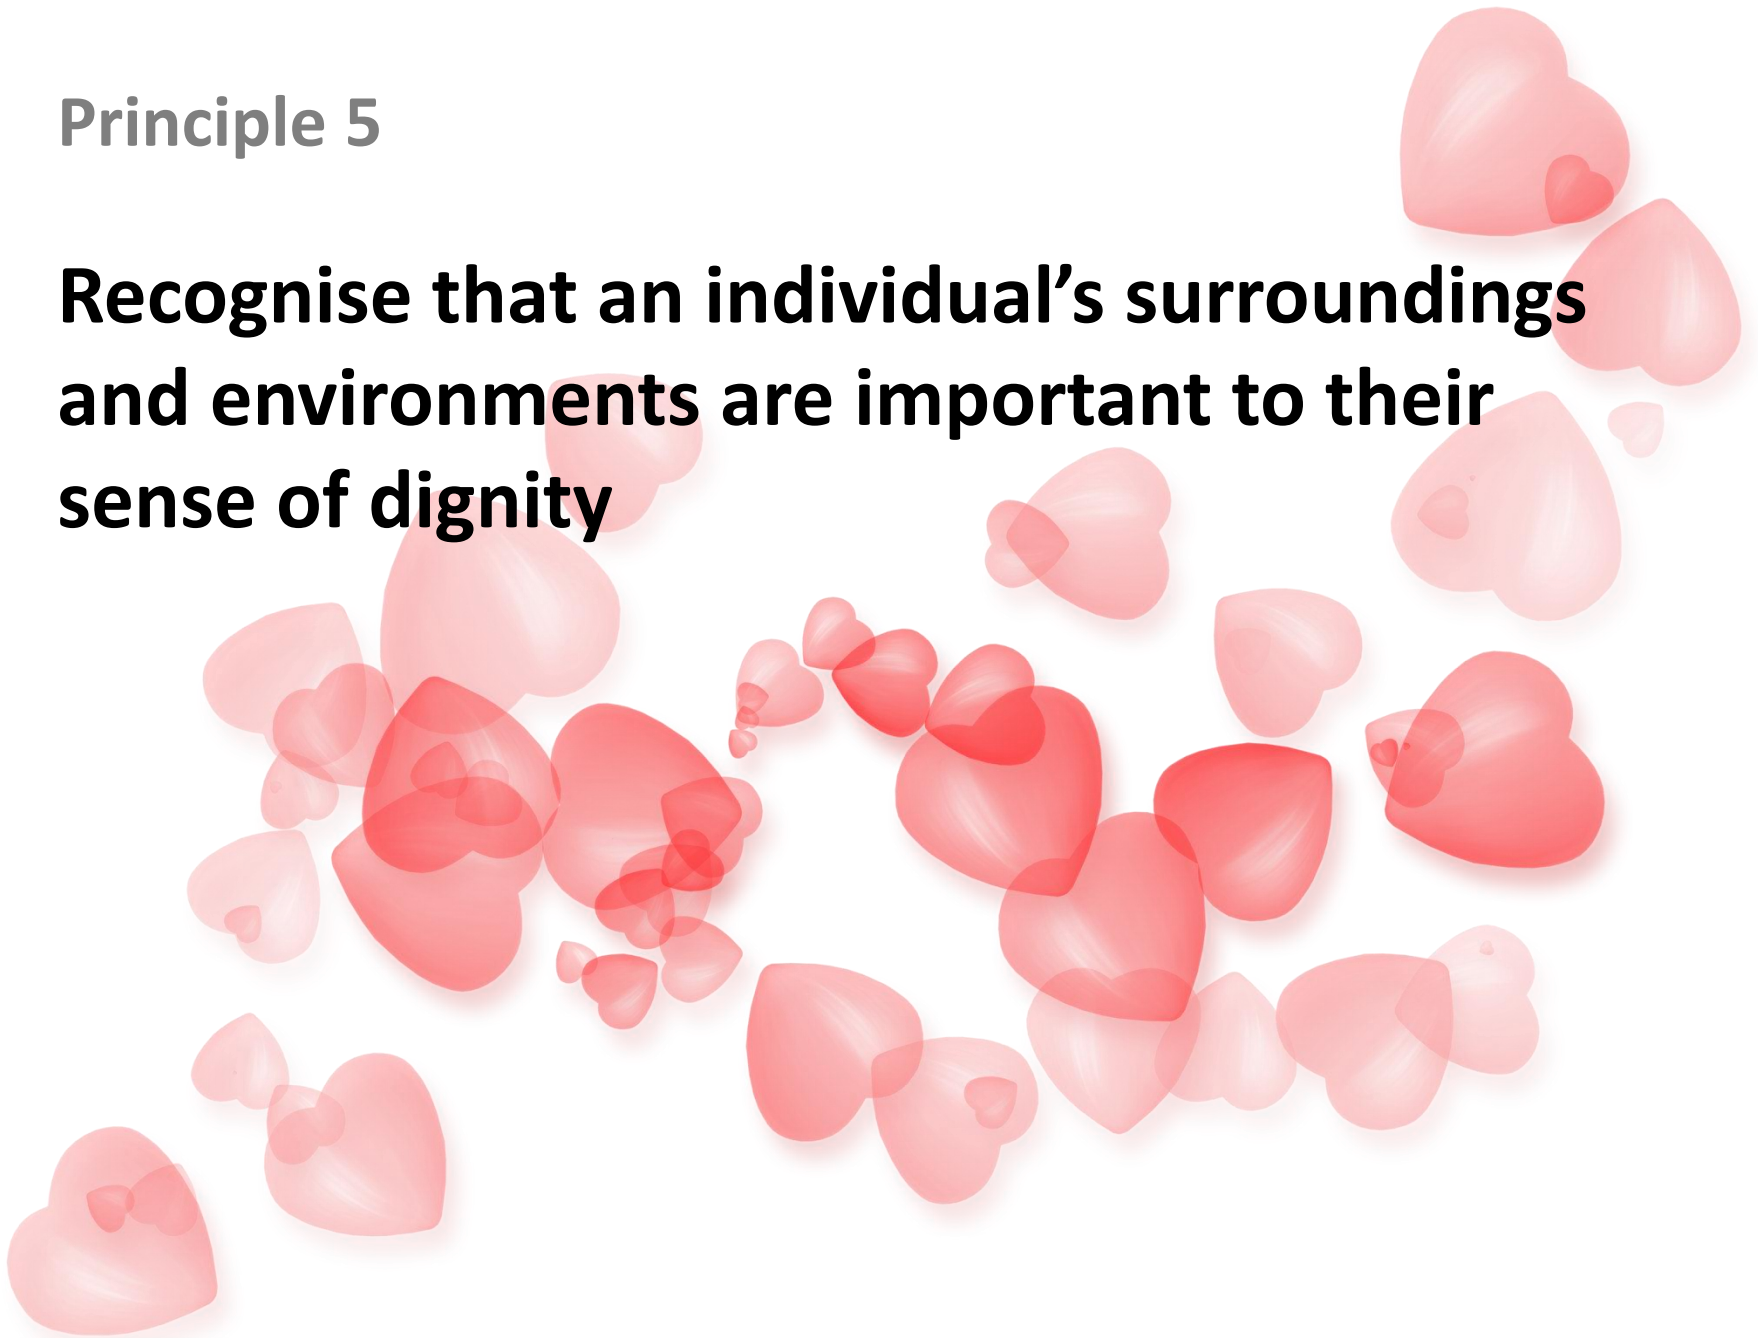 Principle 5
Recognise that an individual’s surroundings
and environments are important to their
sense of dignity